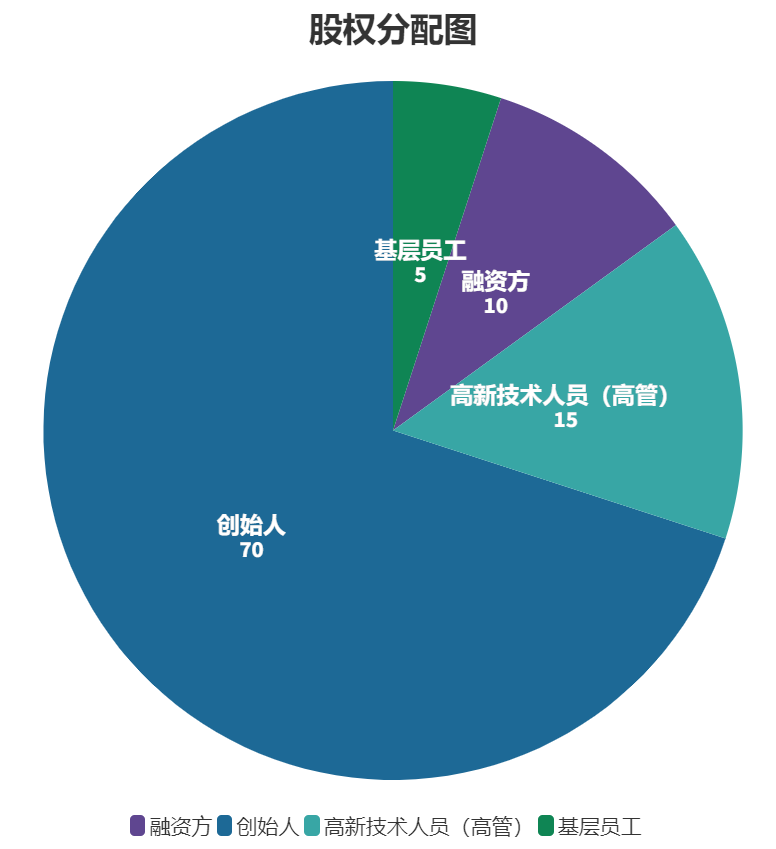 股权分配图
基层员工
5
融资方
10
高新技术人员（高管）
15
创始人
70
融资方 创始人 高新技术人员（高管） 基层员工